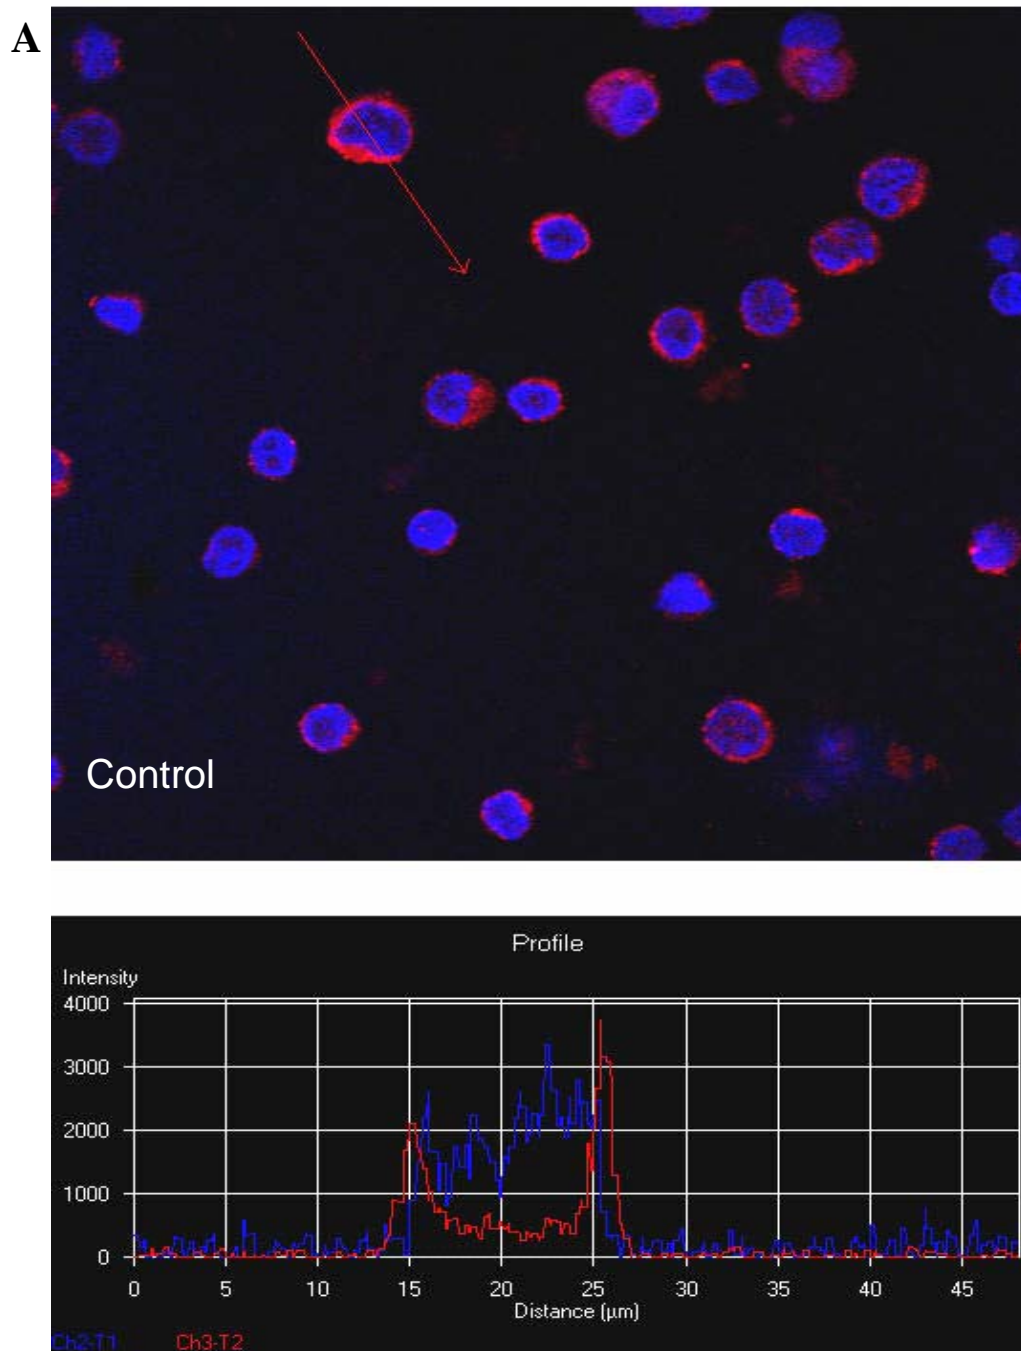 A
Control
Profile
Intensity
4000
3000
2000
1000
0
0 5 10 15 20 25 30 35 40 45
Distance (µm)
Ch2-T1 Ch3-T2